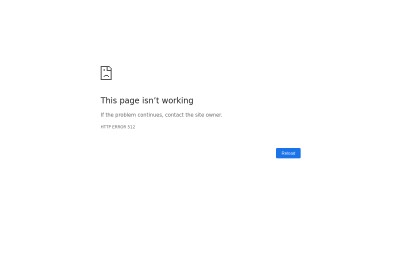 This page isn't working
If the problem continues, contact the site owner.
HTTP ERROR 512
Reload